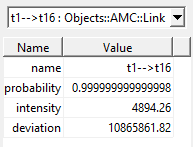 t1-->t16 : Objects::AMC::Link
Name Value
name t1-->t16
probability 0.999999999999998
intensity 4894.26
deviation 10865861.82